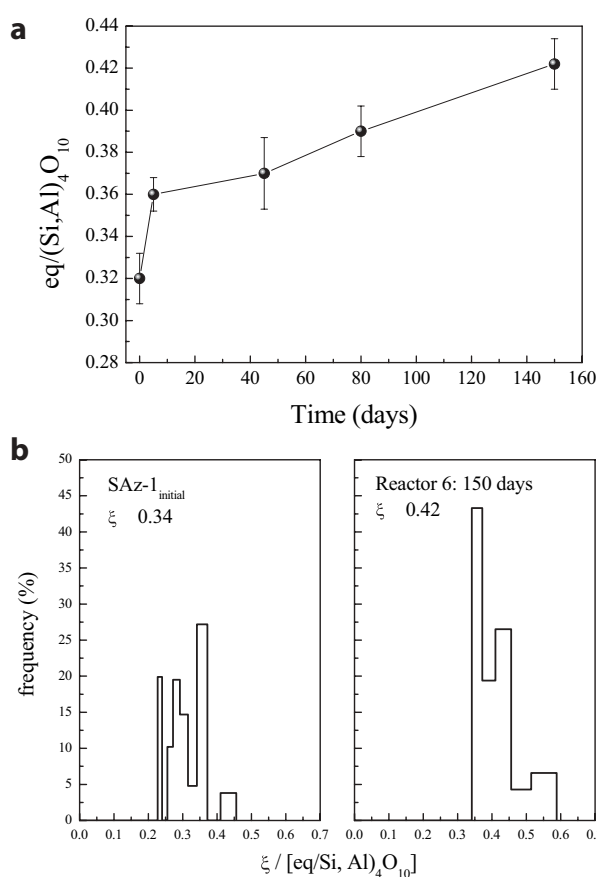 a
0.44
0.42
0.40
0.38
0.36
0.34
0.32
0.30
0.28
eq/(Si,Al)₄O₁₀
0 20 40 60 80 100 120 140 160
Time (days)
b
50
45
40
35
30
25
20
15
10
5
0
frequency (%)
SAz-1initial
ξ 0.34
Reactor 6: 150 days
ξ 0.42
0.0 0.1 0.2 0.3 0.4 0.5 0.6 0.7
0.0 0.1 0.2 0.3 0.4 0.5 0.6 0.
ξ / [eq/Si, Al)₄O₁₀]